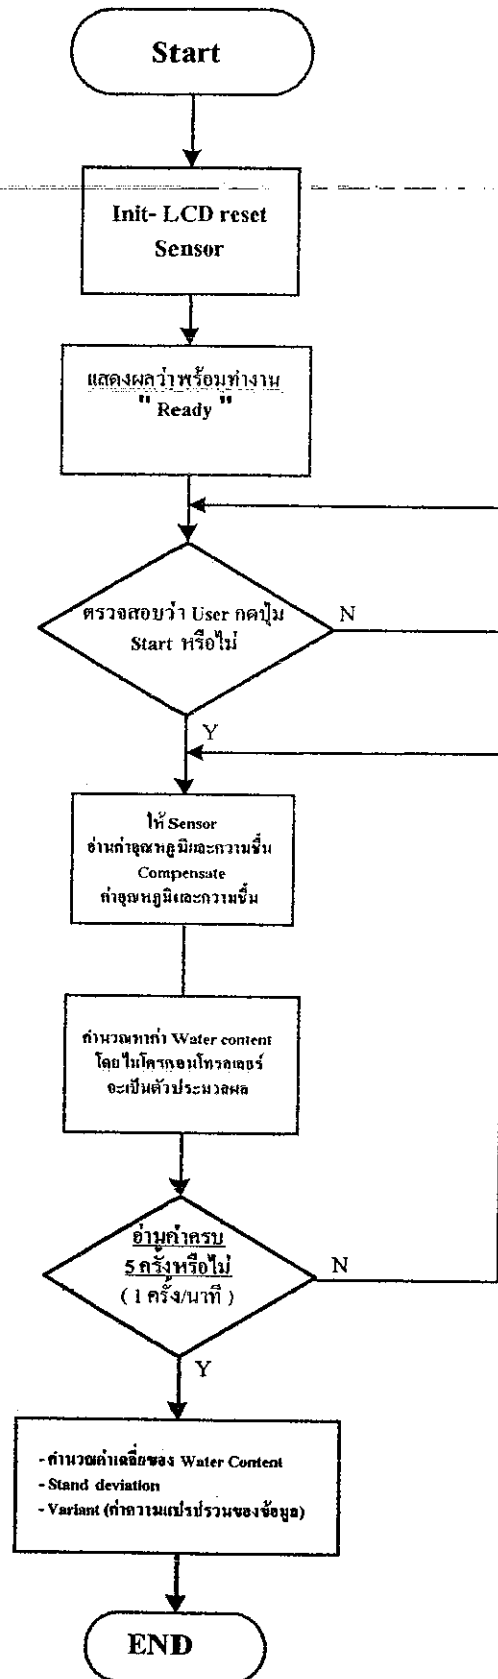 Start
Init- LCD reset
Sensor
แสดงผลว่าพร้อมทำงาน
" Ready "
ตรวจสอบว่า User กดปุ่ม
Start หรือไม่
N
Y
ให้ Sensor
อ่านค่าอุณหภูมิและความชื้น
Compensate
ค่าอุณหภูมิและความชื้น
คำนวณหาค่า Water content
โดยไมโครคอนโทรลเลอร์
จะเป็นตัวประมวลผล
อ่านค่าครบ
5 ครั้งหรือไม่
( 1 ครั้ง/นาที )
N
Y
- คำนวณค่าเฉลี่ยของ Water Content
- Stand deviation
- Variant (ค่าความแปรปรวนของข้อมูล)
END